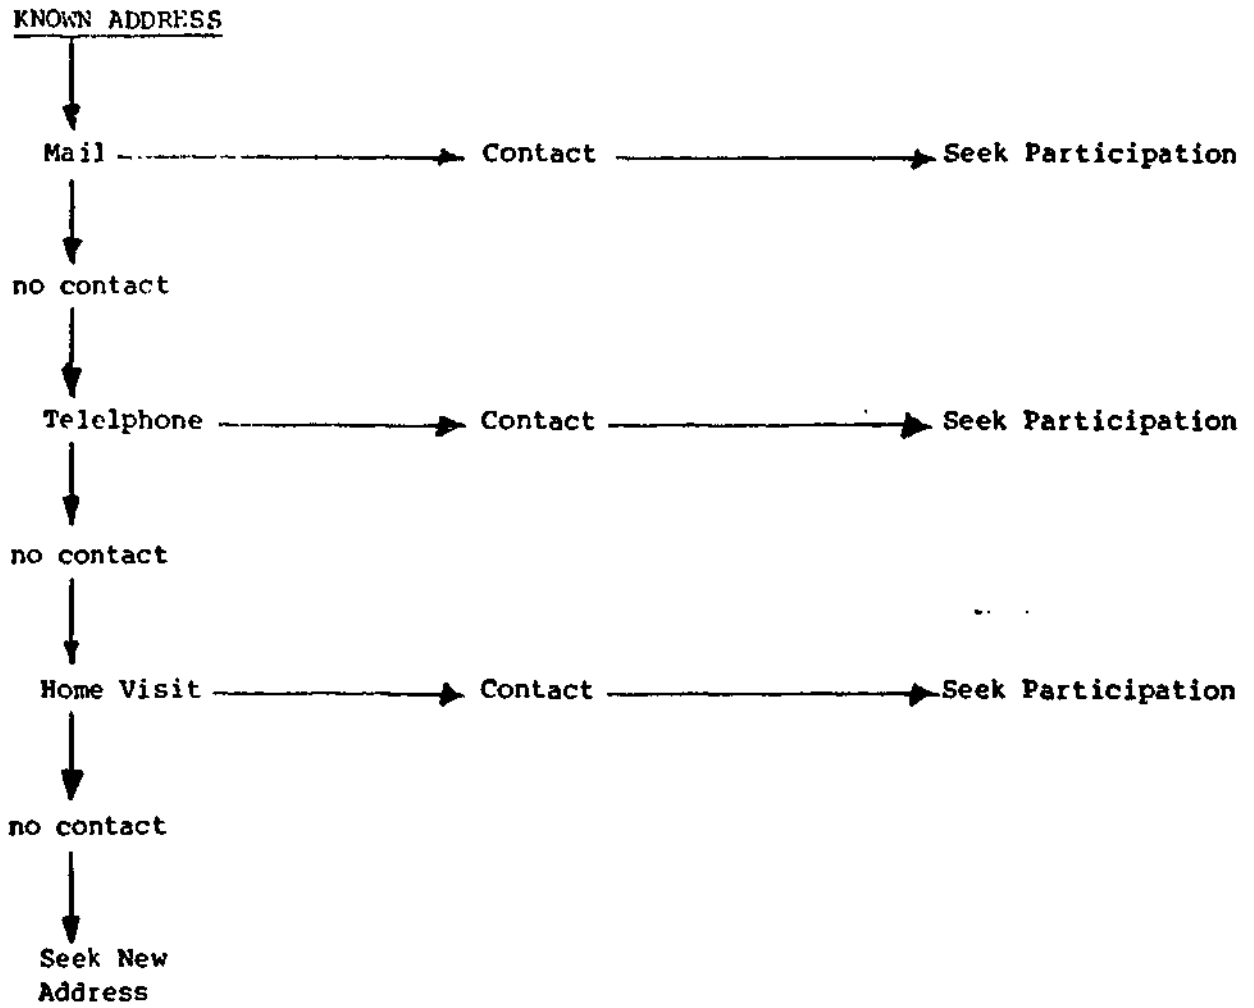 KNOWN ADDRESS
Mail Contact Seek Participation
no contact
Telelphone Contact Seek Participation
no contact
Home Visit Contact Seek Participation
no contact
Seek New
Address